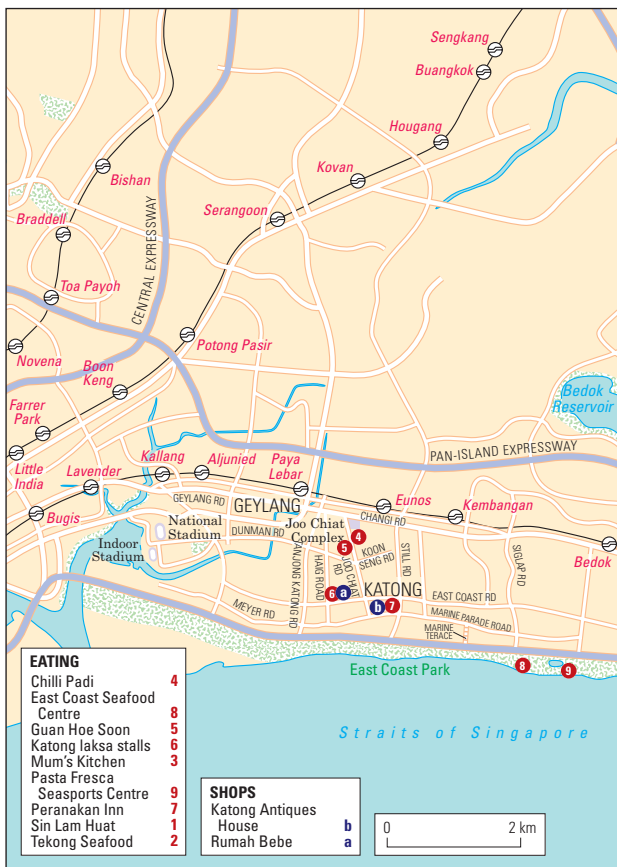 Sengkang
Buangkok
Hougang
Kovan
Bishan
Serangoon
Braddell
CENTRAL EXPRESSWAY
Toa Payoh
Potong Pasir
Novena
Boon
Keng
Farrer
Park
Bedok
Reservoir
PAN-ISLAND EXPRESSWAY
Little
India
Lavender
Kallang
Aljunied
Paya
Lebar
GEYLANG RD
GEYLANG
Eunos
Kembangan
Bugis
National
Stadium
DUNMAN RD
Joo Chiat
Complex
CHANGI RD
4
5
Indoor
Stadium
KOON
SENG RD
Bedok
TANJONG KATONG RD
HAIG ROAD
JOO CHIAT
RD
STILL RD
SIGLAP RD
KATONG
6
a
b
7
EAST COAST RD
MEYER RD
MARINE PARADE ROAD
MARINE
TERACE
East Coast Park
8
9
Straits of Singapore
EATING
Chilli Padi 4
East Coast Seafood
Centre 8
Guan Hoe Soon 5
Katong laksa stalls 6
Mum's Kitchen 3
Pasta Fresca
Seasports Centre 9
Peranakan Inn 7
Sin Lam Huat 1
Tekong Seafood 2
SHOPS
Katong Antiques
House b
Rumah Bebe a
0 2 km